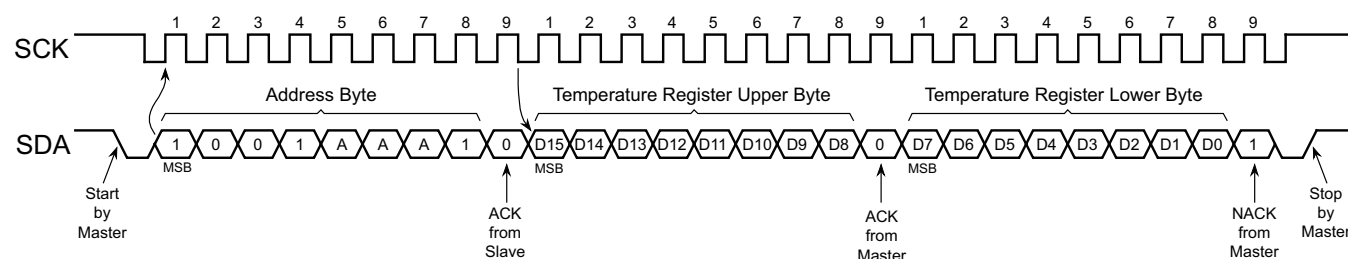 1 2 3 4 5 6 7 8 9 1 2 3 4 5 6 7 8 9 1 2 3 4 5 6 7 8 9
SCK
Address Byte Temperature Register Upper Byte Temperature Register Lower Byte
SDA 1 0 0 1 A A A 1 0 D15 D14 D13 D12 D11 D10 D9 D8 0 D7 D6 D5 D4 D3 D2 D1 D0 1
MSB MSB MSB
Start
by
Master
ACK
from
Slave
ACK
from
Master
NACK
from
Master
Stop
by
Master